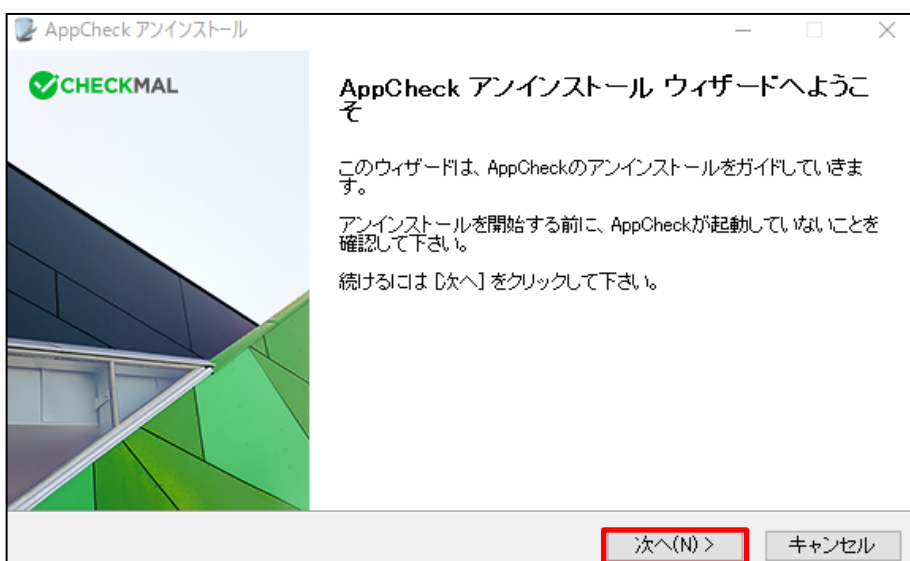 AppCheck アンインストール
CHECKMAL
AppCheck アンインストール ウィザードへようこ
そ
このウィザードは、AppCheckのアンインストールをガイドしていきま
す。
アンインストールを開始する前に、AppCheckが起動していないことを
確認して下さい。
続けるには [次へ] をクリックして下さい。
次へ(N) >
キャンセル